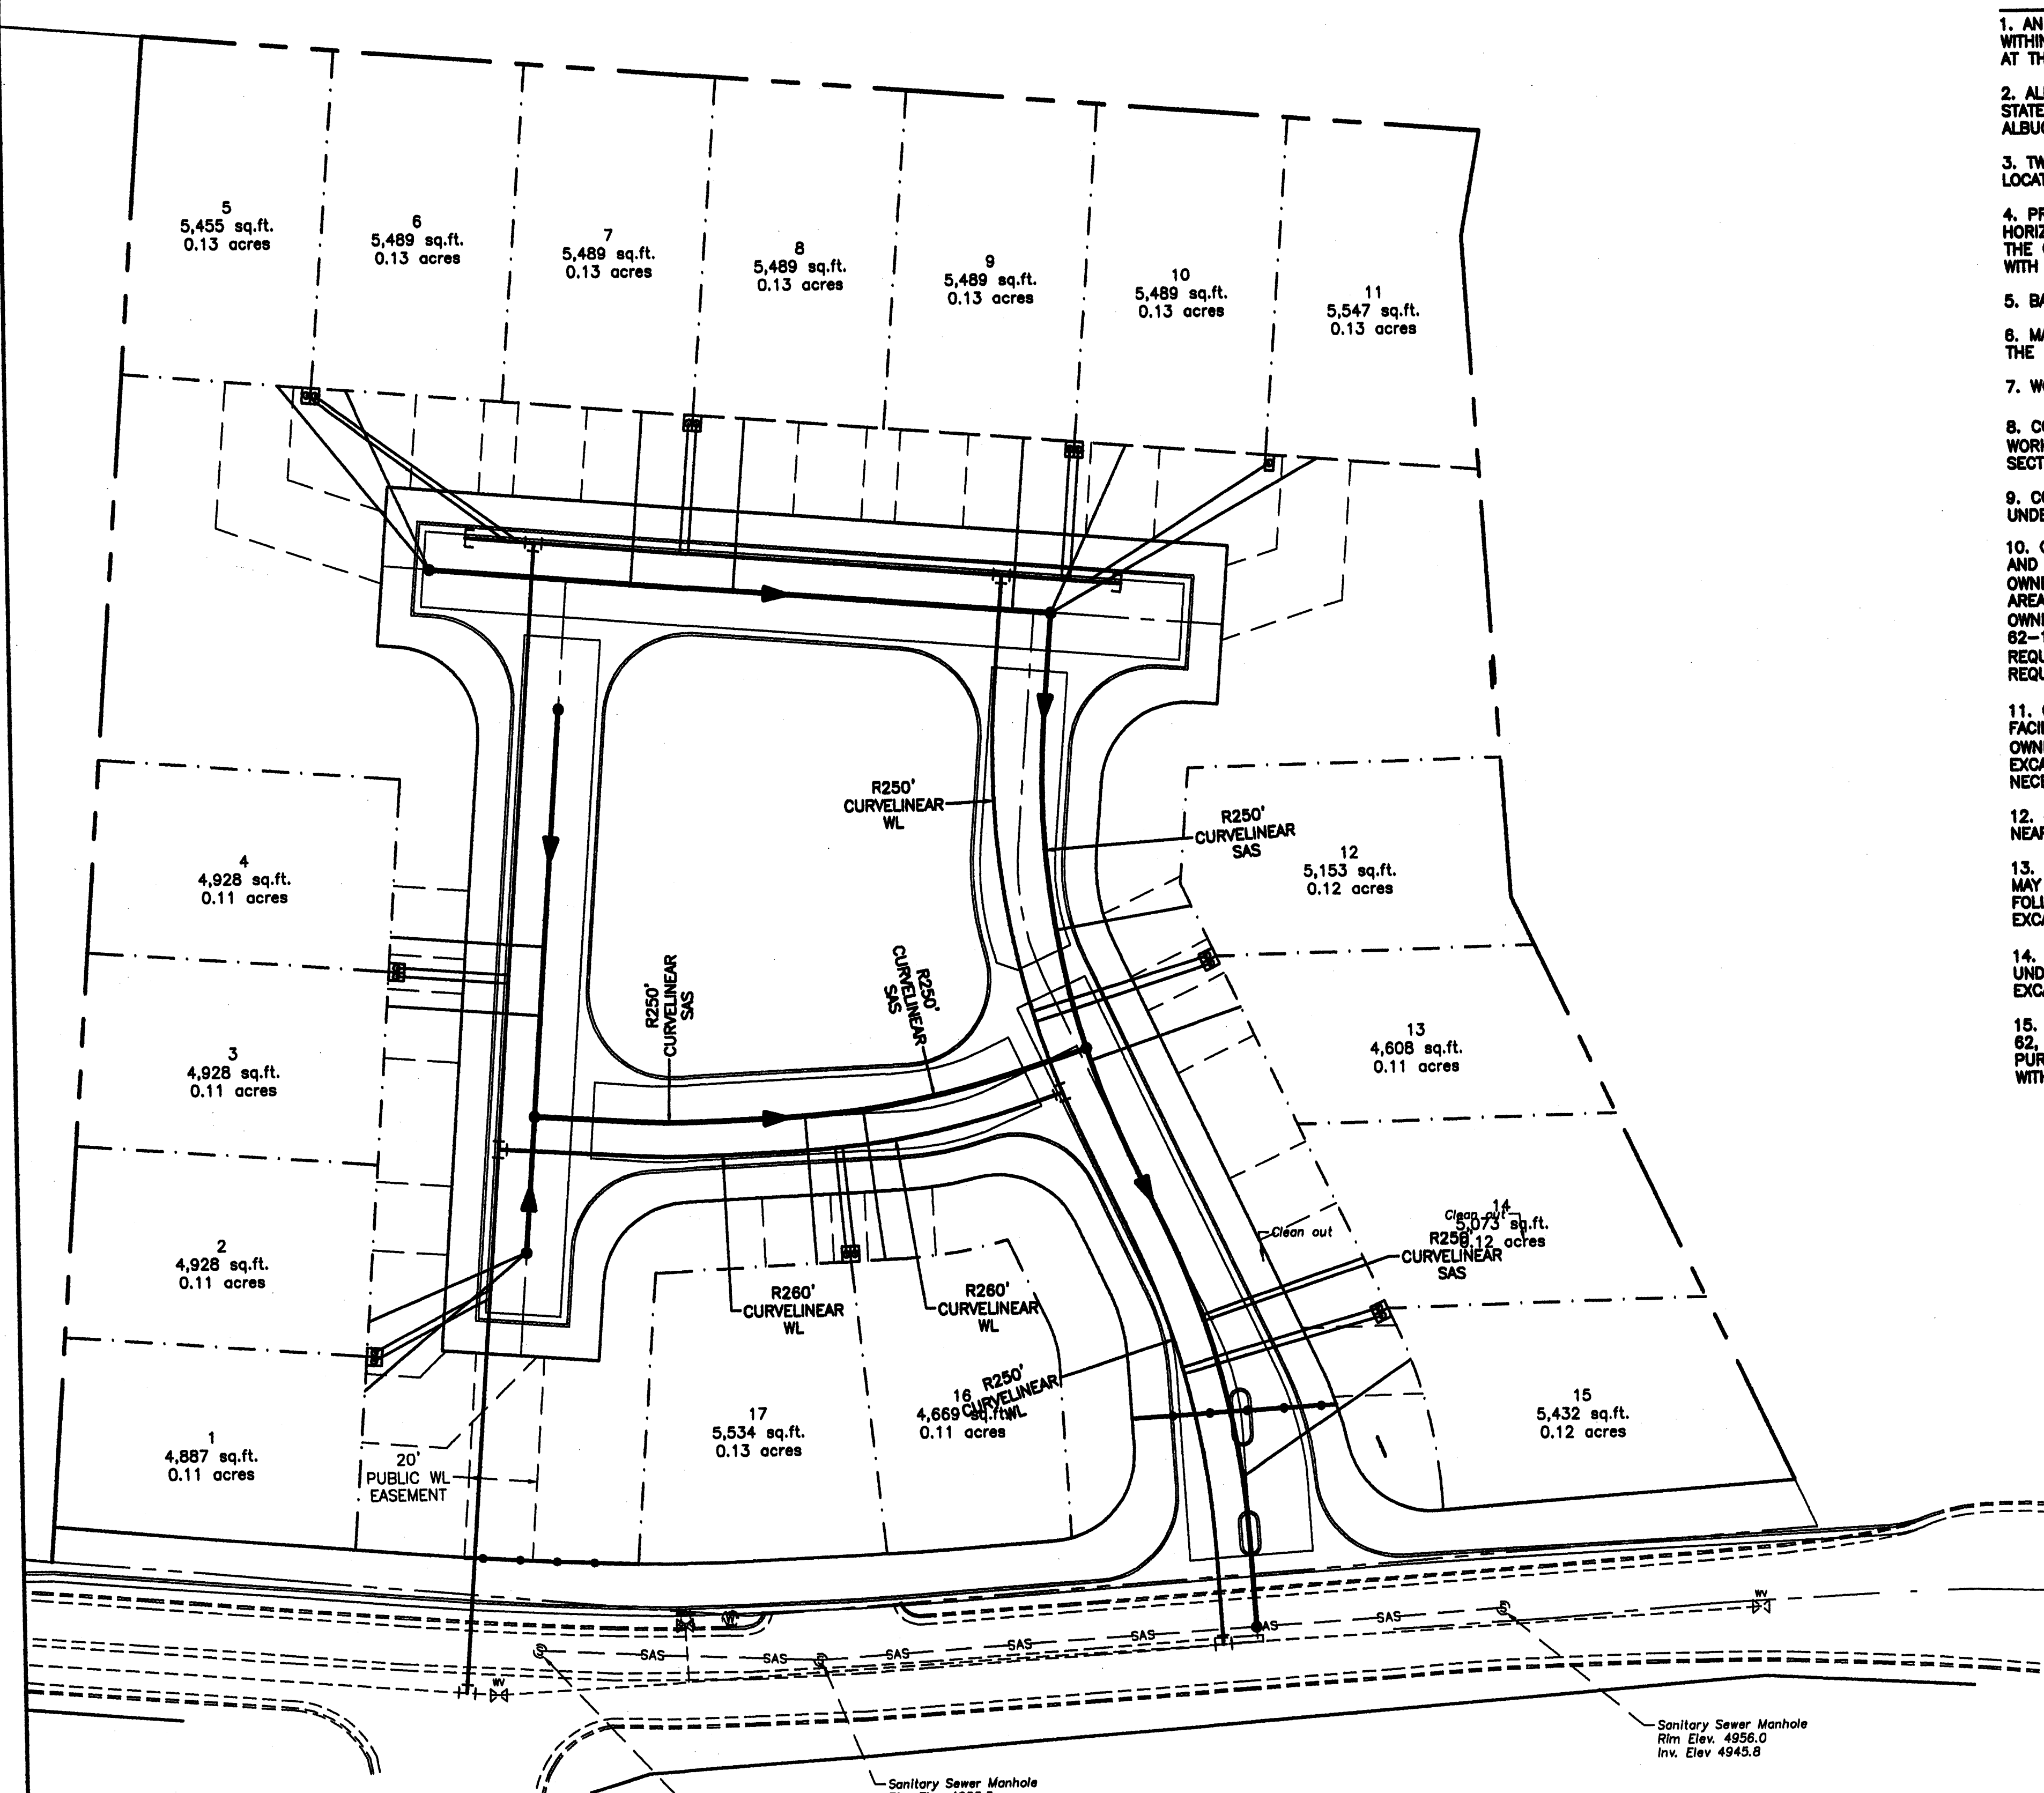 5
5,455 sq.ft.
0.13 acres
6
5,489 sq.ft.
0.13 acres
7
5,489 sq.ft.
0.13 acres
8
5,489 sq.ft.
0.13 acres
9
5,489 sq.ft.
0.13 acres
10
5,489 sq.ft.
0.13 acres
11
5,547 sq.ft.
0.13 acres
R250'
CURVELINEAR
WL
R250'
CURVELINEAR
SAS
12
5,153 sq.ft.
0.12 acres
4
4,928 sq.ft.
0.11 acres
R250'
CURVELINEAR
SAS
R250'
CURVELINEAR
SAS
3
4,928 sq.ft.
0.11 acres
13
4,608 sq.ft.
0.11 acres
2
4,928 sq.ft.
0.11 acres
Clean out
14
Clean out
5,073 sq.ft.
0.12 acres
R250'
CURVELINEAR
SAS
R260'
CURVELINEAR
WL
R260'
CURVELINEAR
WL
R250'
CURVELINEAR
WL
16
4,669 sq.ft.
0.11 acres
17
5,534 sq.ft.
0.13 acres
15
5,432 sq.ft.
0.12 acres
1
4,887 sq.ft.
0.11 acres
20'
PUBLIC WL
EASEMENT
WV
SAS
SAS
SAS
SAS
SAS
SAS
SAS
WV
Sanitary Sewer Manhole
Rim Elev. 4956.0
Inv. Elev 4945.8
Sanitary Sewer Manhole
1. AN
WITHIN
AT TH
2. AL
STATE
ALBU
3. TW
LOCAT
4. PR
HORIZ
THE
WITH
5. BA
6. MA
THE
7. W
8. CO
WORK
SECT
9. CO
UNDE
10.
AND
OWN
AREA
OWN
62-1
REQU
REQU
11.
FACI
OWN
EXCA
NECE
12.
NEAR
13.
MAY
FOLL
EXCA
14.
UND
EXCA
15.
62,
PUR
WITH